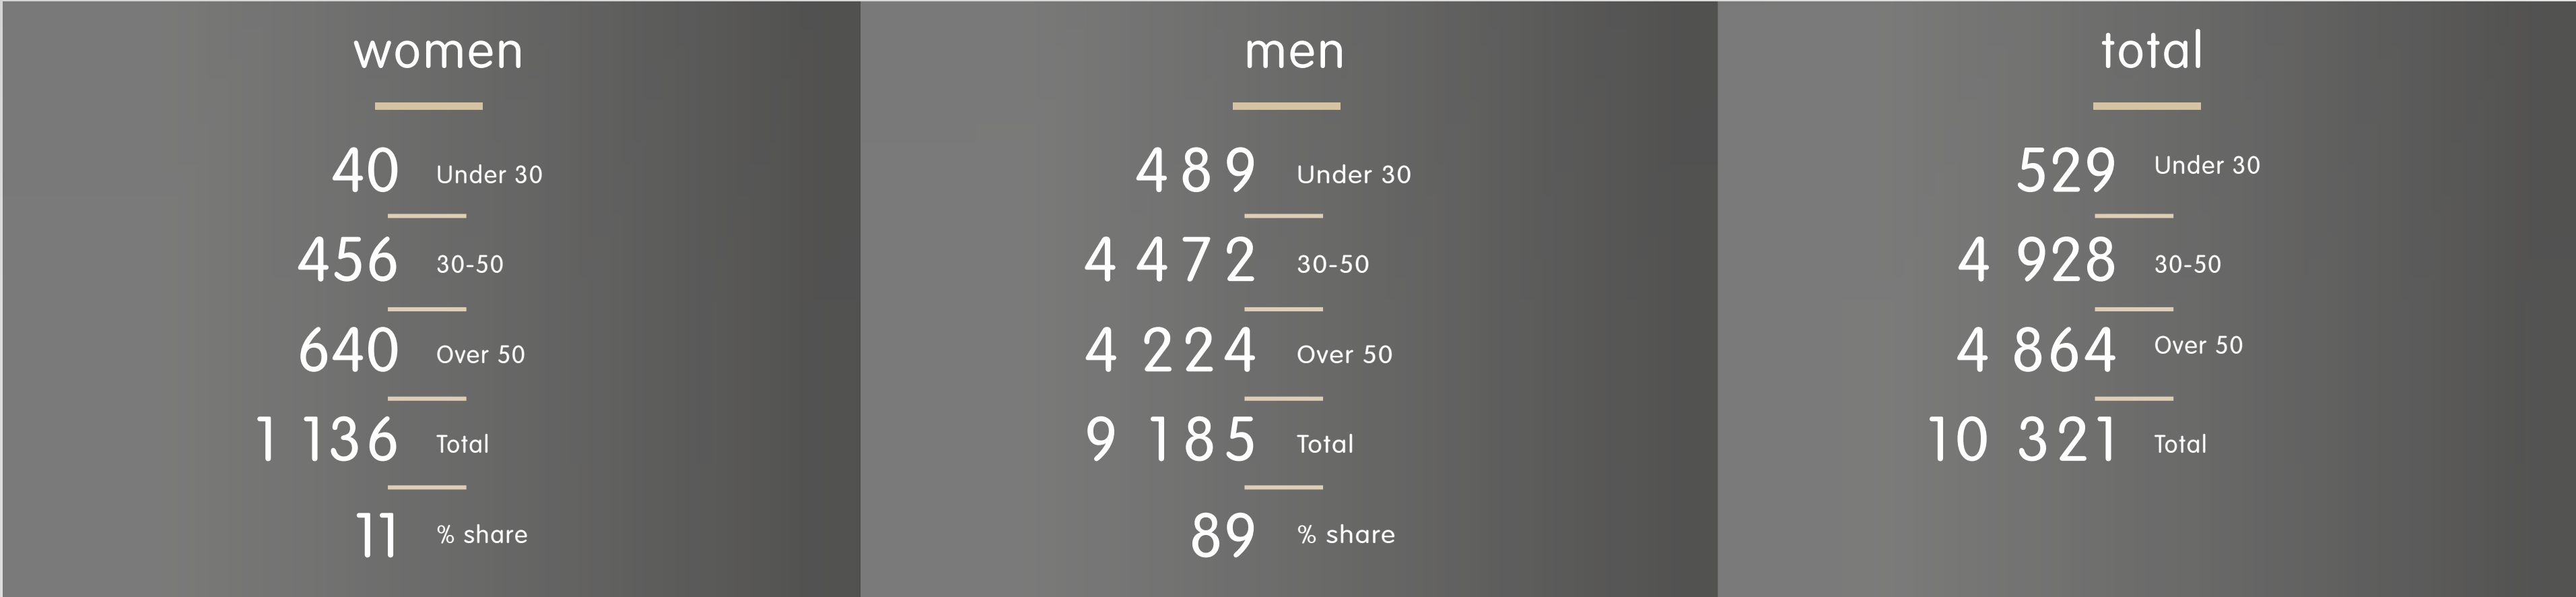 women
40 Under 30
456 30-50
640 Over 50
1 136 Total
11 % share
men
489 Under 30
4 472 30-50
4 224 Over 50
9 185 Total
89 % share
total
529 Under 30
4 928 30-50
4 864 Over 50
10 321 Total